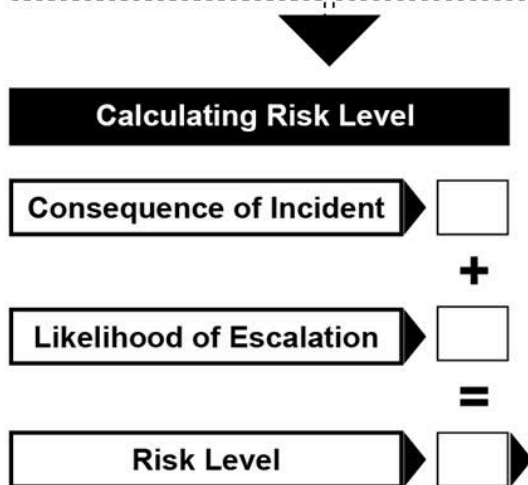 Calculating Risk Level
Consequence of Incident
+
Likelihood of Escalation
=
Risk Level